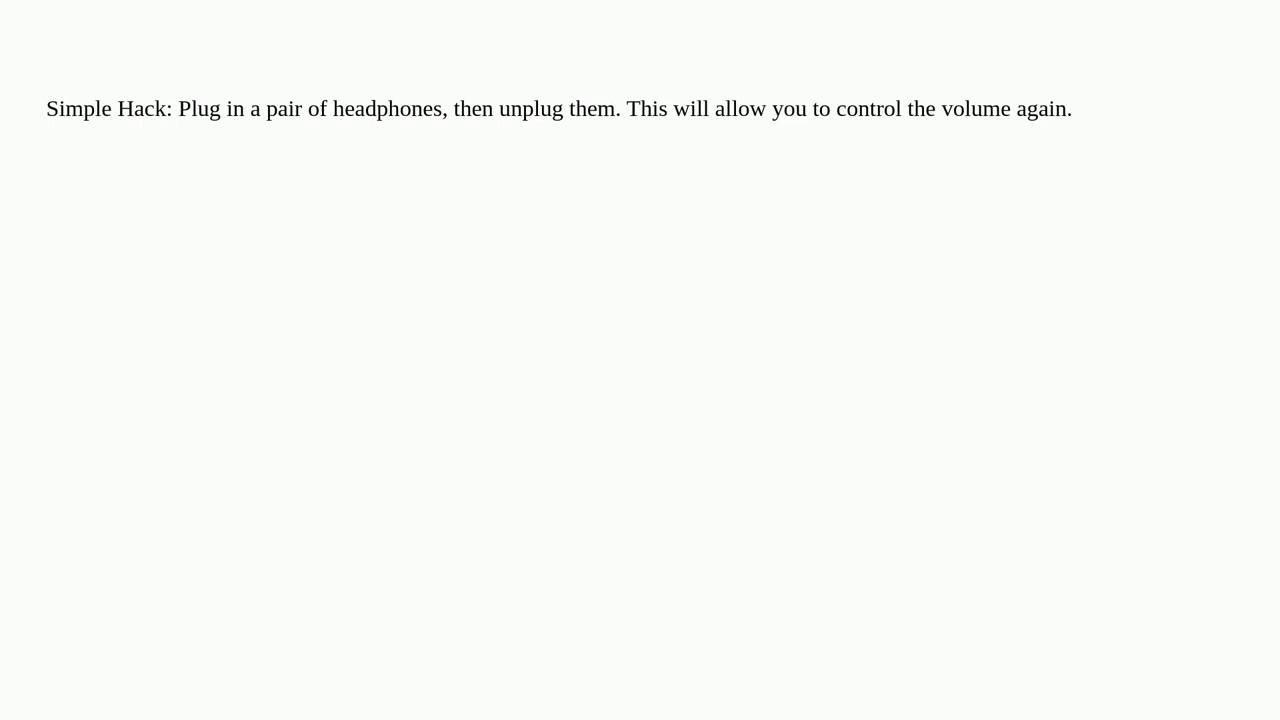 Simple Hack: Plug in a pair of headphones, then unplug them. This will allow you to control the volume again.